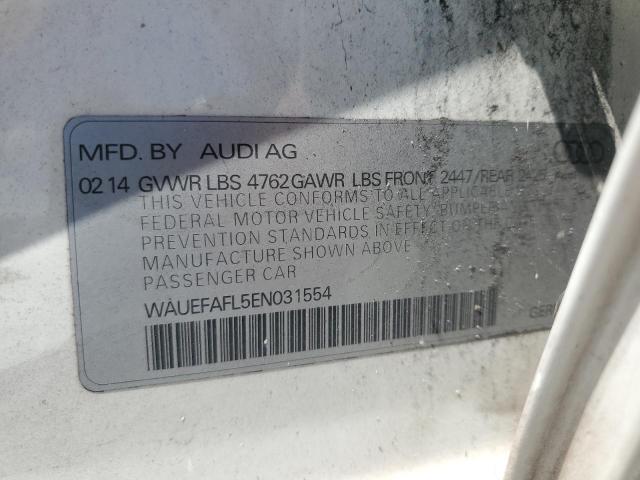 MFD. BY AUDI AG
02 14 GVWR LBS 4762 GAWR LBS FRONT 2447/REAR
THIS VEHICLE CONFORMS TO ALL APPLICABLE
FEDERAL MOTOR VEHICLE SAFETY, BUMPER
PREVENTION STANDARDS IN EFFECT ON THE
MANUFACTURE SHOWN ABOVE
PASSENGER CAR
WAUEFAFL5EN031554